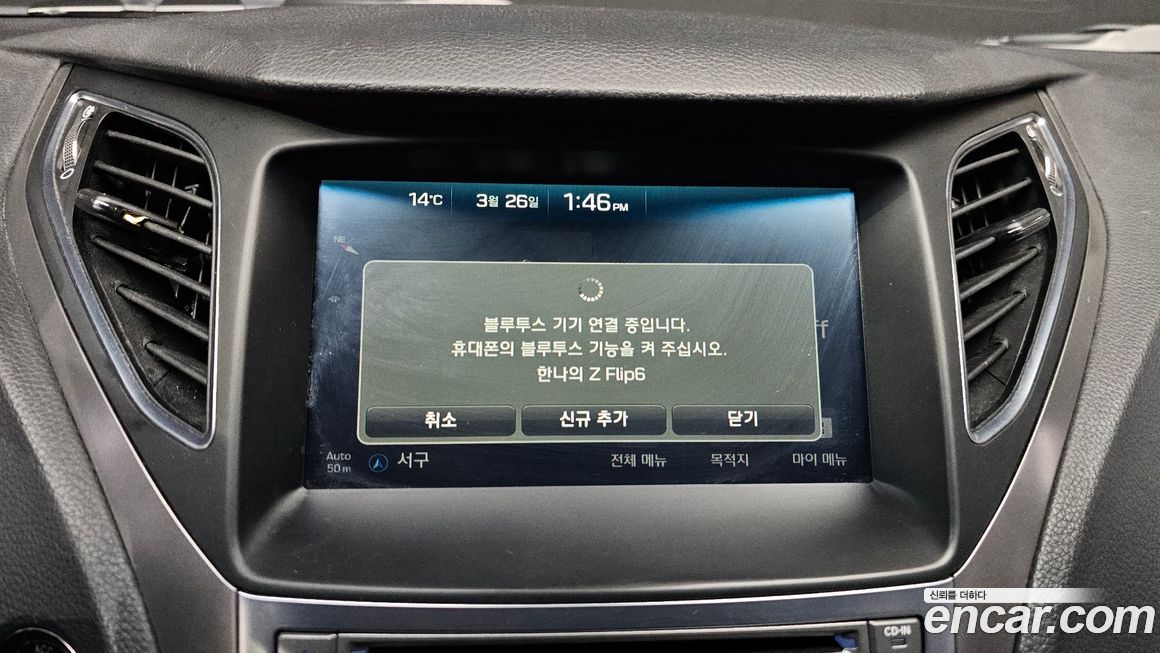 14°C 3월 26일 1:46 PM
NE
블루투스 기기 연결 중입니다.
휴대폰의 블루투스 기능을 켜 주십시오.
한나의 Z Flip6
취소 신규 추가 닫기
Auto
50m
서구 전체 메뉴 목적지 마이 메뉴
신뢰를 더하다
encar.com
CD-IN